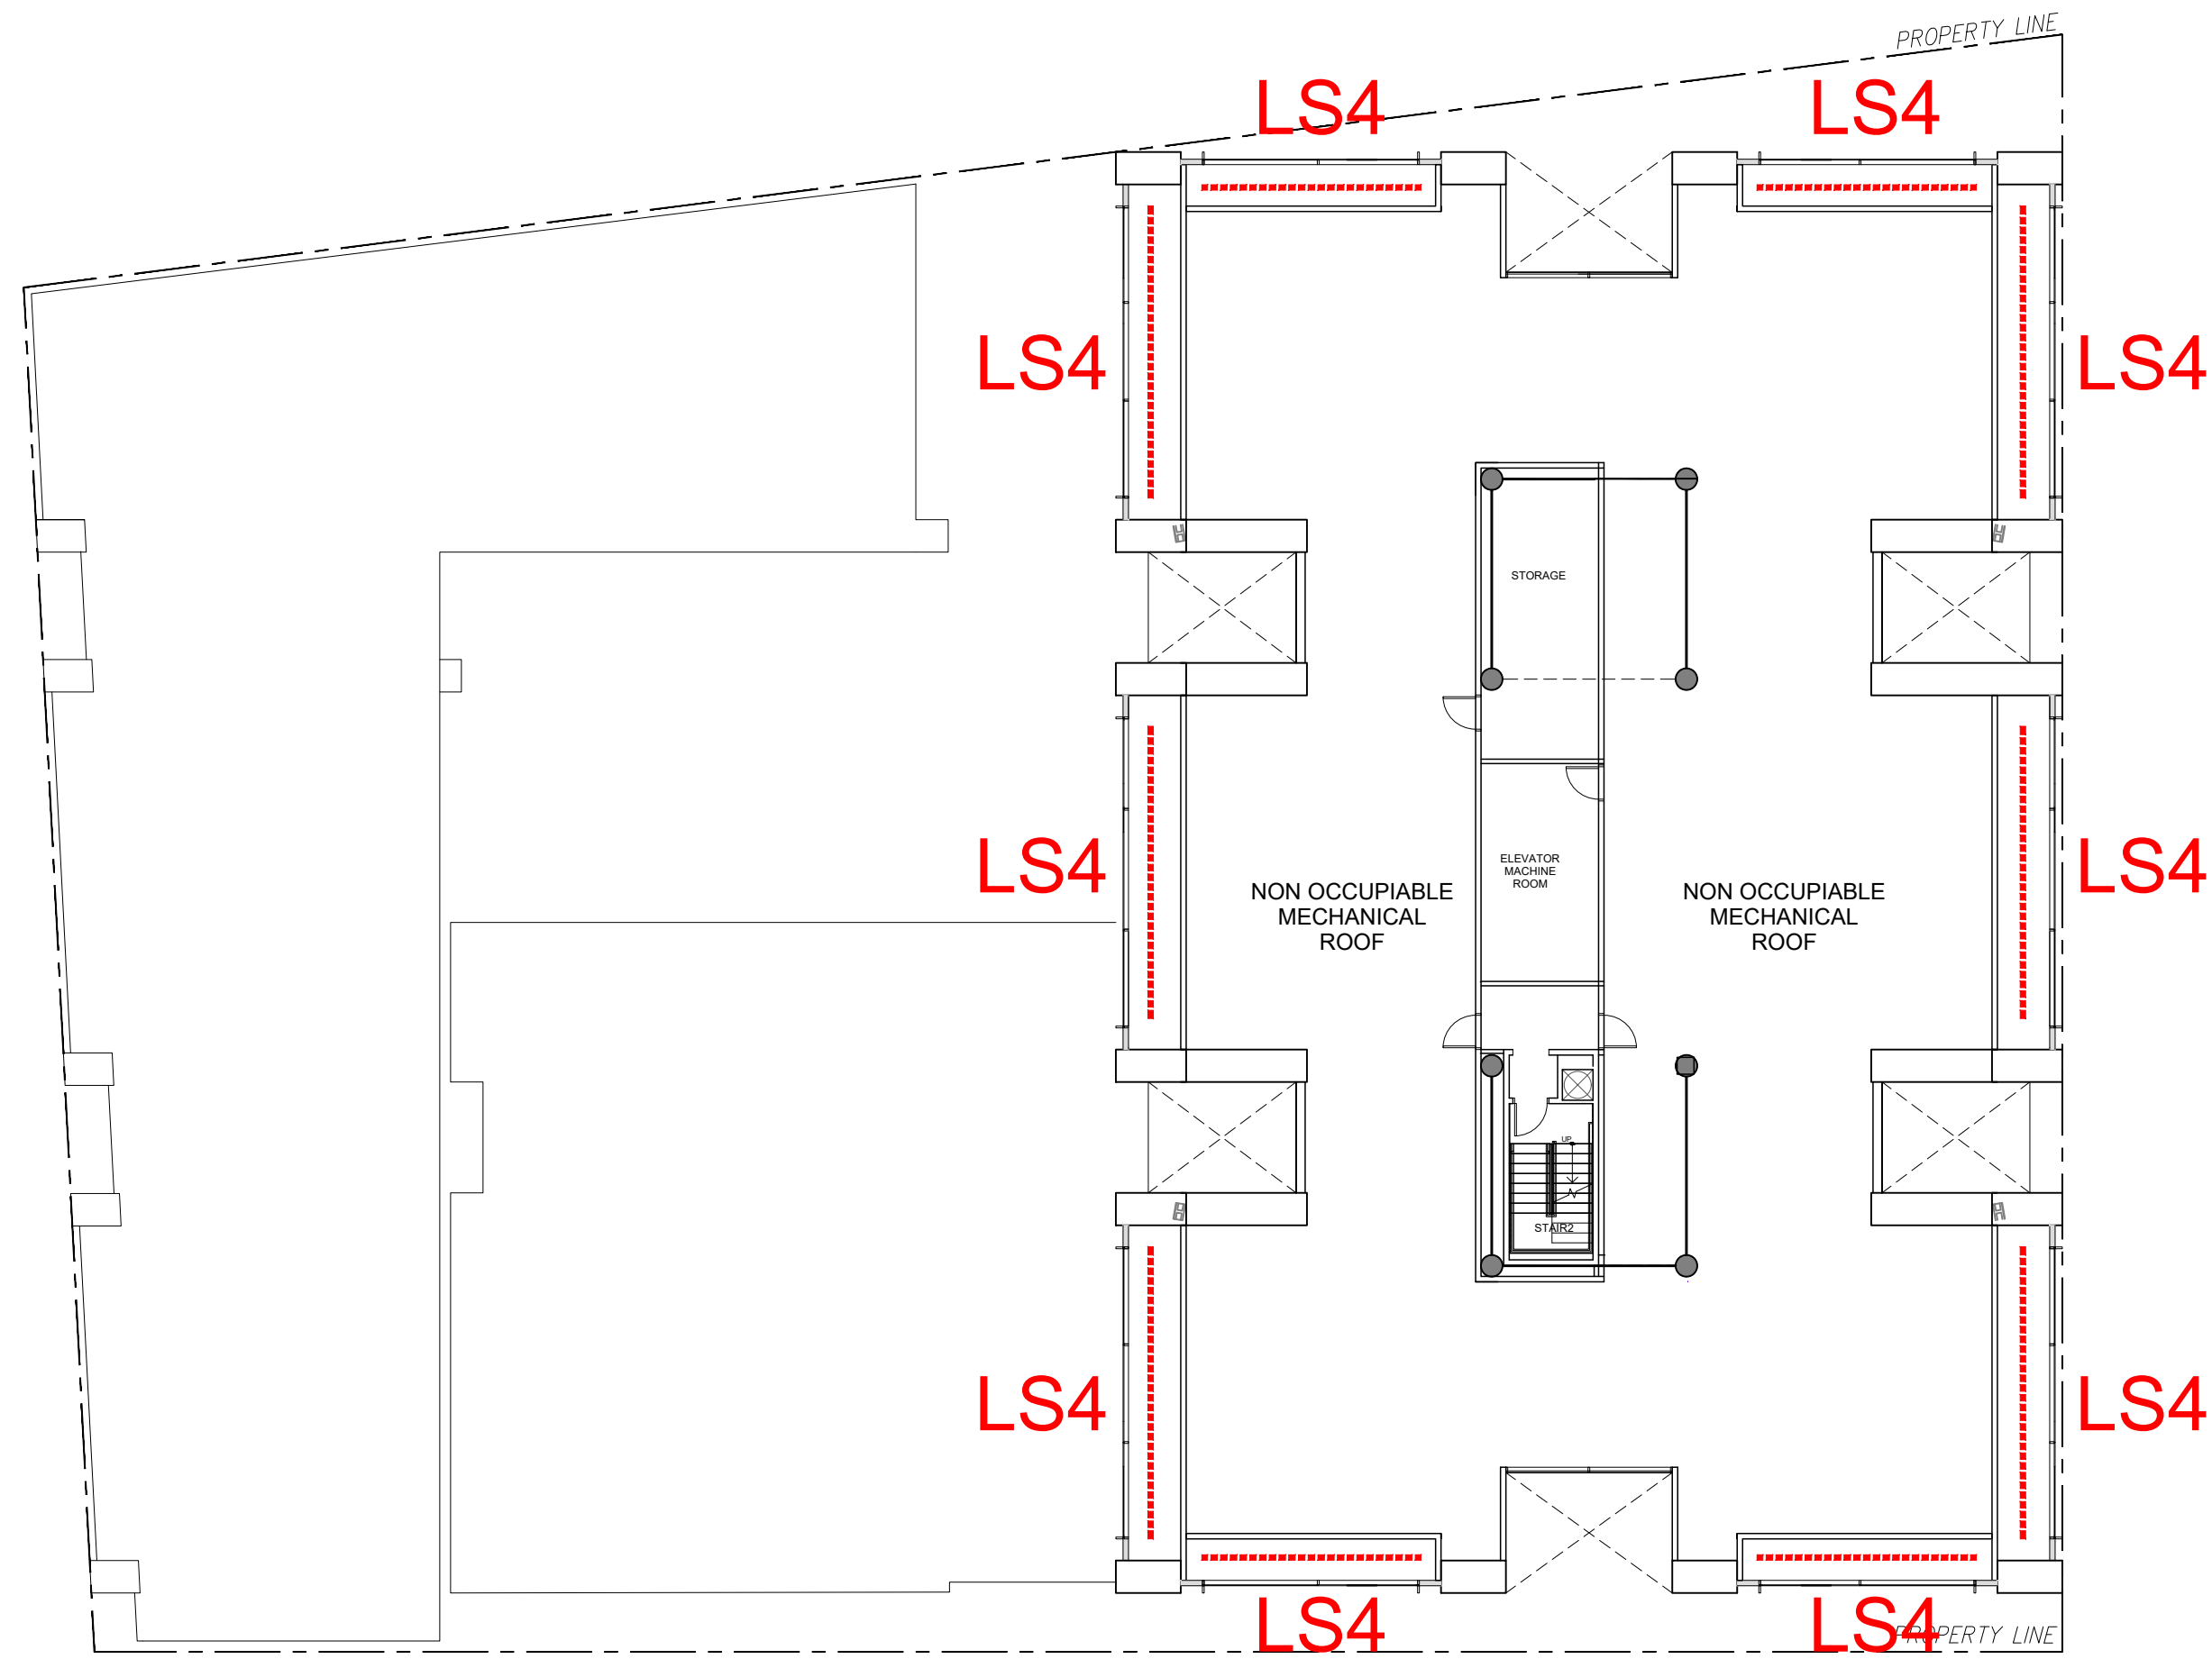 PROPERTY LINE
LS4
LS4
LS4
LS4
STORAGE
LS4
LS4
ELEVATOR
MACHINE
ROOM
NON OCCUPIABLE
MECHANICAL
ROOF
NON OCCUPIABLE
MECHANICAL
ROOF
UP
STAIR2
LS4
LS4
LS4
LS4
PROPERTY LINE